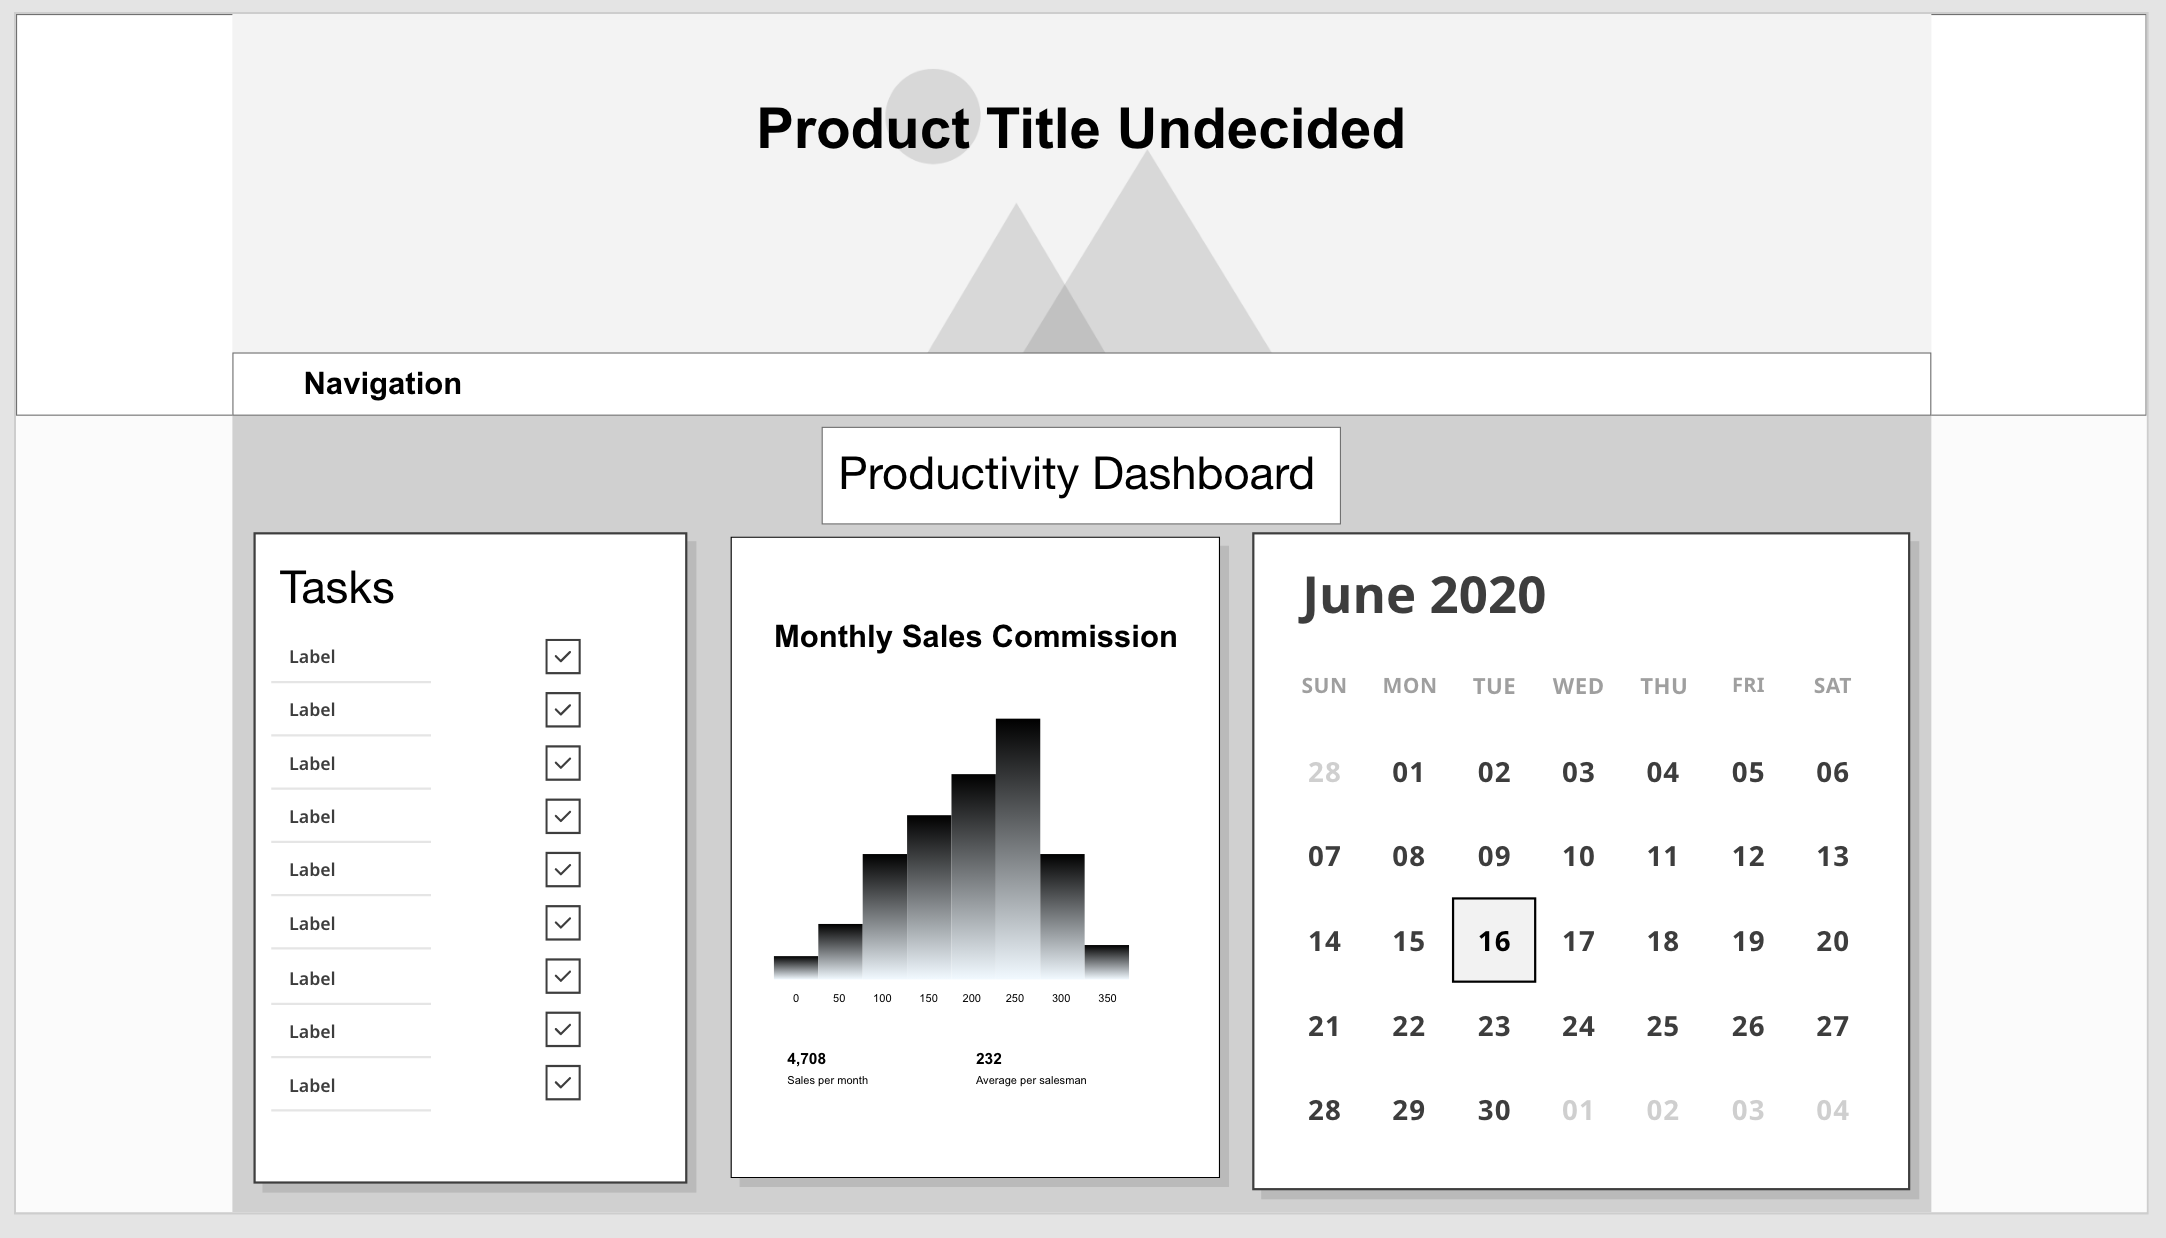 Product Title Undecided
Navigation
Productivity Dashboard
Tasks
Label
Label
Label
Label
Label
Label
Label
Label
Label
Monthly Sales Commission
0 50 100 150 200 250 300 350
4,708 232
Sales per month Average per salesman
June 2020
SUN MON TUE WED THU FRI SAT
28 01 02 03 04 05 06
07 08 09 10 11 12 13
14 15 16 17 18 19 20
21 22 23 24 25 26 27
28 29 30 01 02 03 04